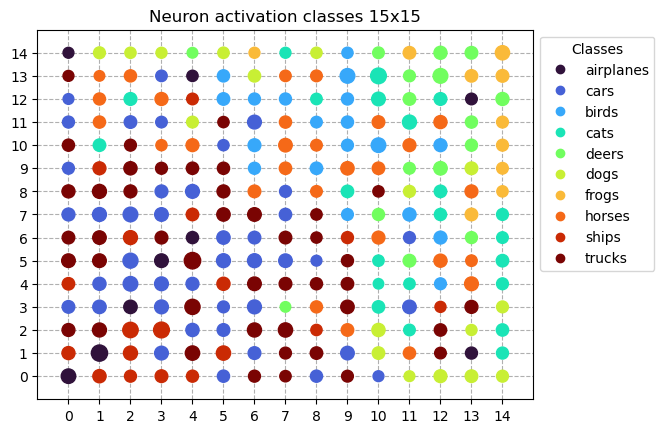 Neuron activation classes 15x15
14
13
12
11
10
9
8
7
6
5
4
3
2
1
0
0 1 2 3 4 5 6 7 8 9 10 11 12 13 14
Classes
airplanes
cars
birds
cats
deers
dogs
frogs
horses
ships
trucks